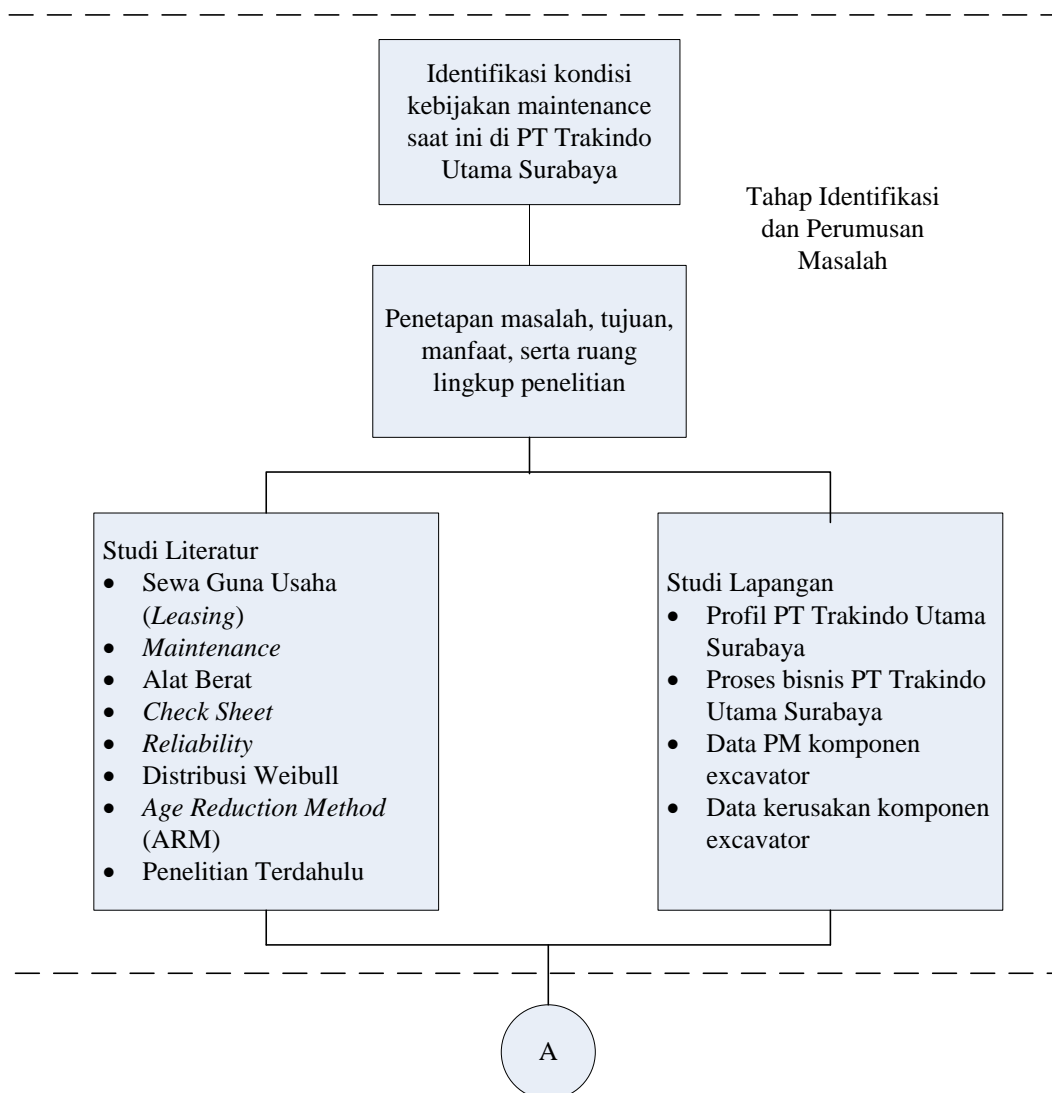 Identifikasi kondisi
kebijakan maintenance
saat ini di PT Trakindo
Utama Surabaya
Tahap Identifikasi
dan Perumusan
Masalah
Penetapan masalah, tujuan,
manfaat, serta ruang
lingkup penelitian
Studi Literatur
• Sewa Guna Usaha
(Leasing)
• Maintenance
• Alat Berat
• Check Sheet
• Reliability
• Distribusi Weibull
• Age Reduction Method
(ARM)
• Penelitian Terdahulu
Studi Lapangan
• Profil PT Trakindo Utama
Surabaya
• Proses bisnis PT Trakindo
Utama Surabaya
• Data PM komponen
excavator
• Data kerusakan komponen
excavator
A